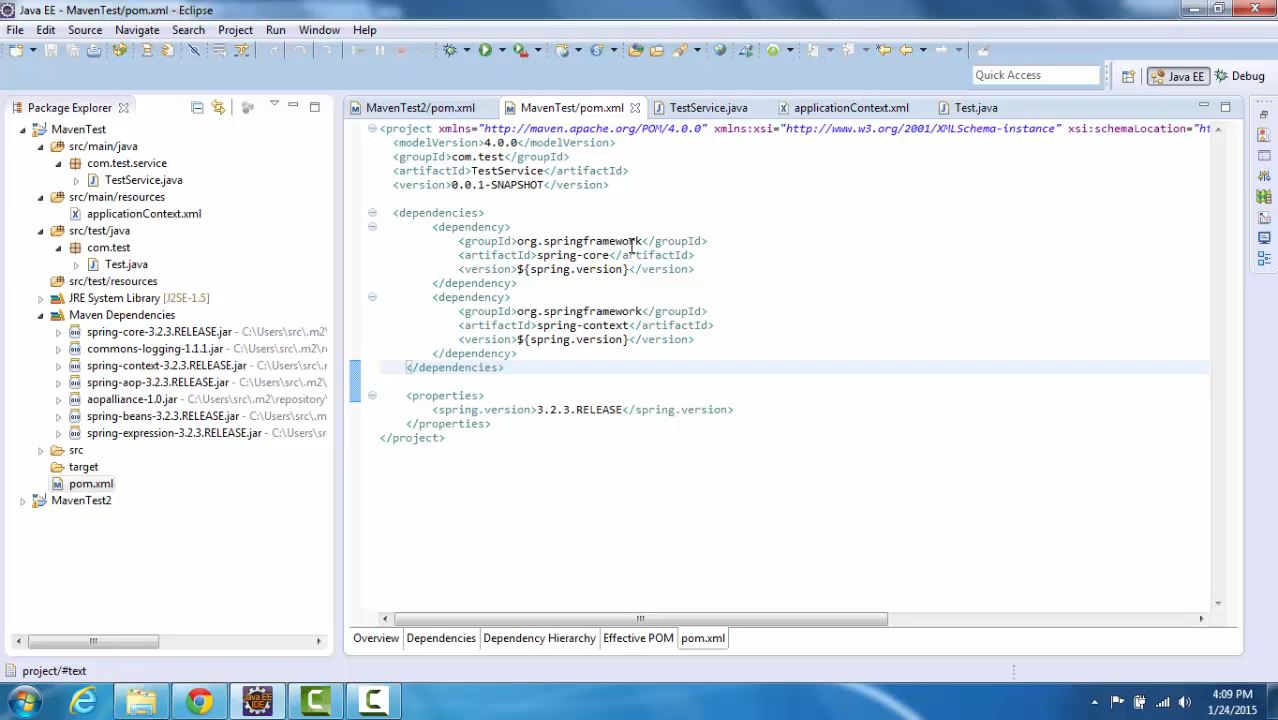 Java EE - MavenTest/pom.xml - Eclipse
File Edit Source Navigate Search Project Run Window Help
Quick Access
Java EE
Debug
Package Explorer
MavenTest2/pom.xml
MavenTest/pom.xml
TestService.java
applicationContext.xml
Test.java
MavenTest
src/main/java
com.test.service
TestService.java
src/main/resources
applicationContext.xml
src/test/java
com.test
Test.java
src/test/resources
JRE System Library [J2SE-1.5]
Maven Dependencies
spring-core-3.2.3.RELEASE.jar - C:\Users\src\.m2\
commons-logging-1.1.1.jar - C:\Users\src\.m2\re
spring-context-3.2.3.RELEASE.jar - C:\Users\src\
spring-aop-3.2.3.RELEASE.jar - C:\Users\src\.m2\
aopalliance-1.0.jar - C:\Users\src\.m2\repository
spring-beans-3.2.3.RELEASE.jar - C:\Users\src\.m
spring-expression-3.2.3.RELEASE.jar - C:\Users\sr
src
target
pom.xml
MavenTest2
<project xmlns="http://maven.apache.org/POM/4.0.0" xmlns:xsi="http://www.w3.org/2001/XMLSchema-instance" xsi:schemaLocation="ht
<modelVersion>4.0.0</modelVersion>
<groupId>com.test</groupId>
<artifactId>TestService</artifactId>
<version>0.0.1-SNAPSHOT</version>
<dependencies>
<dependency>
<groupId>org.springframework</groupId>
<artifactId>spring-core</artifactId>
<version>${spring.version}</version>
</dependency>
<dependency>
<groupId>org.springframework</groupId>
<artifactId>spring-context</artifactId>
<version>${spring.version}</version>
</dependency>
</dependencies>
<properties>
<spring.version>3.2.3.RELEASE</spring.version>
</properties>
</project>
Overview Dependencies Dependency Hierarchy Effective POM pom.xml
project/#text
Java EE
IDE
4:09 PM
1/24/2015